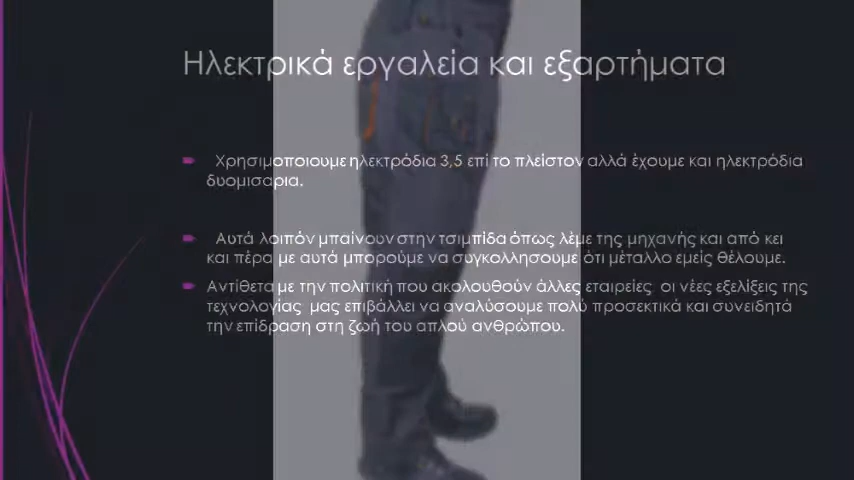 Ηλεκτρικά εργαλεία και εξαρτήματα
Χρησιμοποιουμε ηλεκτρόδια 3,5 επί το πλείστον αλλά έχουμε και ηλεκτρόδια
δυομισαρια.
Αυτά λοιπόν μπαίνουν στην τσιμπίδα όπως λέμε της μηχανής και από κει
και πέρα με αυτά μπορούμε να συγκολλησουμε ότι μέταλλο εμείς θέλουμε.
Αντίθετα με την πολιτική που ακολουθούν άλλες εταιρείες οι νέες εξελίξεις της
τεχνολογίας μας επιβάλλει να αναλύσουμε πολύ προσεκτικά και συνειδητά
την επίδραση στη ζωή του απλού ανθρώπου.